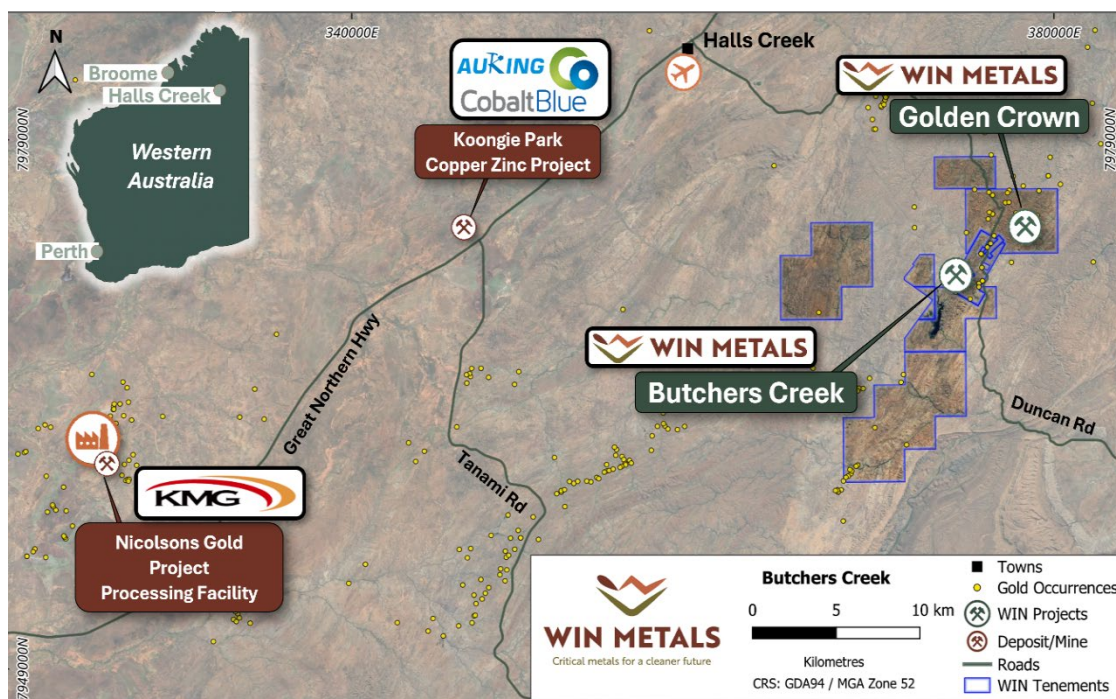 340000E
380000E
N
Broome
Halls Creek
Western
Australia
Perth
7979000N
7979000N
7949000N
AUKING
CobaltBlue
Koongie Park
Copper Zinc Project
Halls Creek
WIN METALS
Golden Crown
WIN METALS
Butchers Creek
Great Northern Hwy
Tanami Rd
Duncan Rd
KMG
Nicolsons Gold
Project
Processing Facility
WIN METALS
Critical metals for a cleaner future
Butchers Creek
0 5 10 km
Kilometres
CRS: GDA94 / MGA Zone 52
Towns
Gold Occurrences
WIN Projects
Deposit/Mine
Roads
WIN Tenements